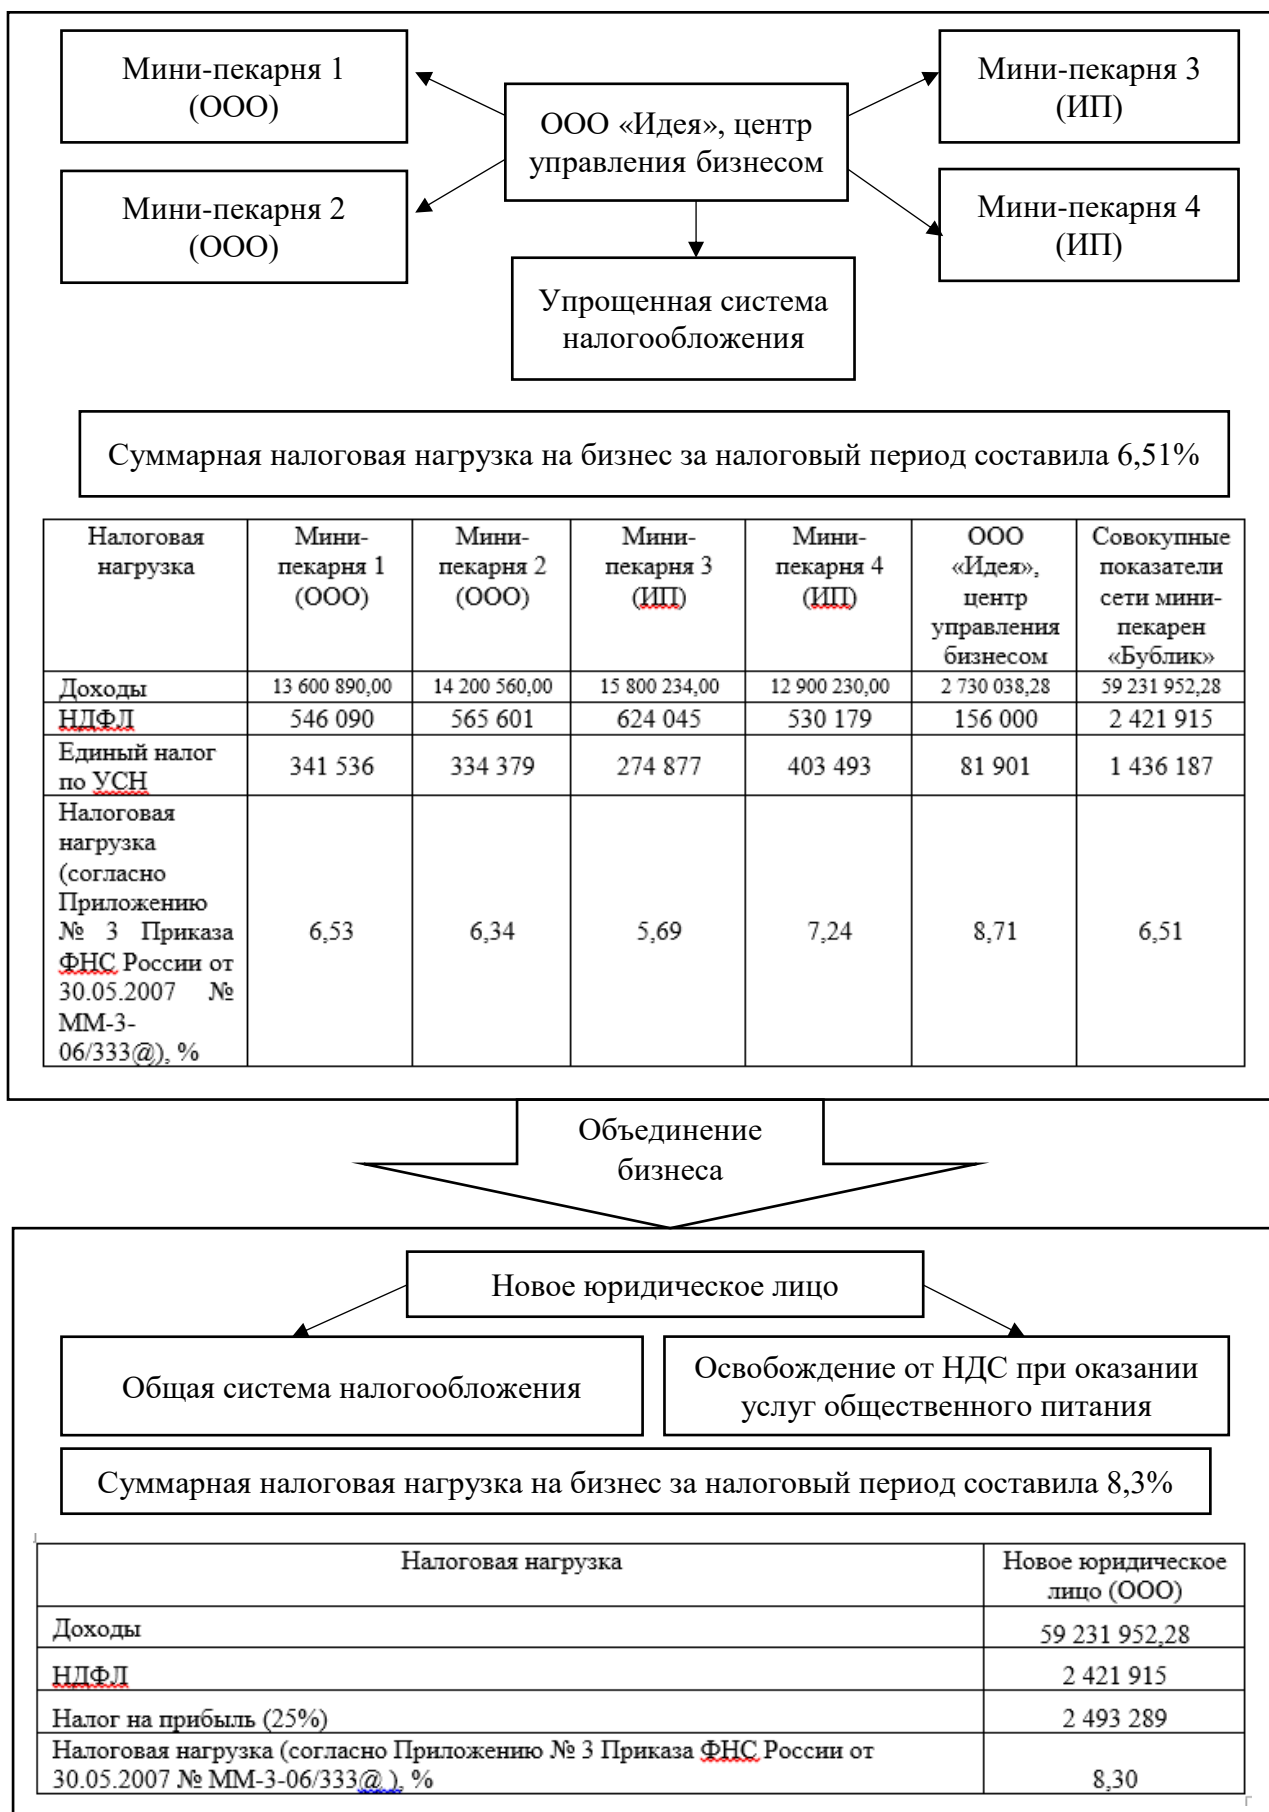 Мини-пекарня 1
(ООО)
Мини-пекарня 2
(ООО)
ООО «Идея», центр
управления бизнесом
Мини-пекарня 3
(ИП)
Мини-пекарня 4
(ИП)
Упрощенная система
налогообложения
Суммарная налоговая нагрузка на бизнес за налоговый период составила 6,51%
Налоговая
нагрузка
Мини-
пекарня 1
(ООО)
Мини-
пекарня 2
(ООО)
Мини-
пекарня 3
(ИП)
Мини-
пекарня 4
(ИП)
ООО
«Идея»,
центр
управления
бизнесом
Совокупные
показатели
сети мини-
пекарен
«Бублик»
Доходы 13 600 890,00 14 200 560,00 15 800 234,00 12 900 230,00 2 730 038,28 59 231 952,28
НДФЛ 546 090 565 601 624 045 530 179 156 000 2 421 915
Единый налог
по УСН
341 536 334 379 274 877 403 493 81 901 1 436 187
Налоговая
нагрузка
(согласно
Приложению
№ 3 Приказа
ФНС России от
30.05.2007 №
ММ-3-
06/333@), %
6,53 6,34 5,69 7,24 8,71 6,51
Объединение
бизнеса
Новое юридическое лицо
Общая система налогообложения
Освобождение от НДС при оказании
услуг общественного питания
Суммарная налоговая нагрузка на бизнес за налоговый период составила 8,3%
Налоговая нагрузка
Новое юридическое
лицо (ООО)
Доходы 59 231 952,28
НДФЛ 2 421 915
Налог на прибыль (25%) 2 493 289
Налоговая нагрузка (согласно Приложению № 3 Приказа ФНС России от
30.05.2007 № ММ-3-06/333@ ), % 8,30